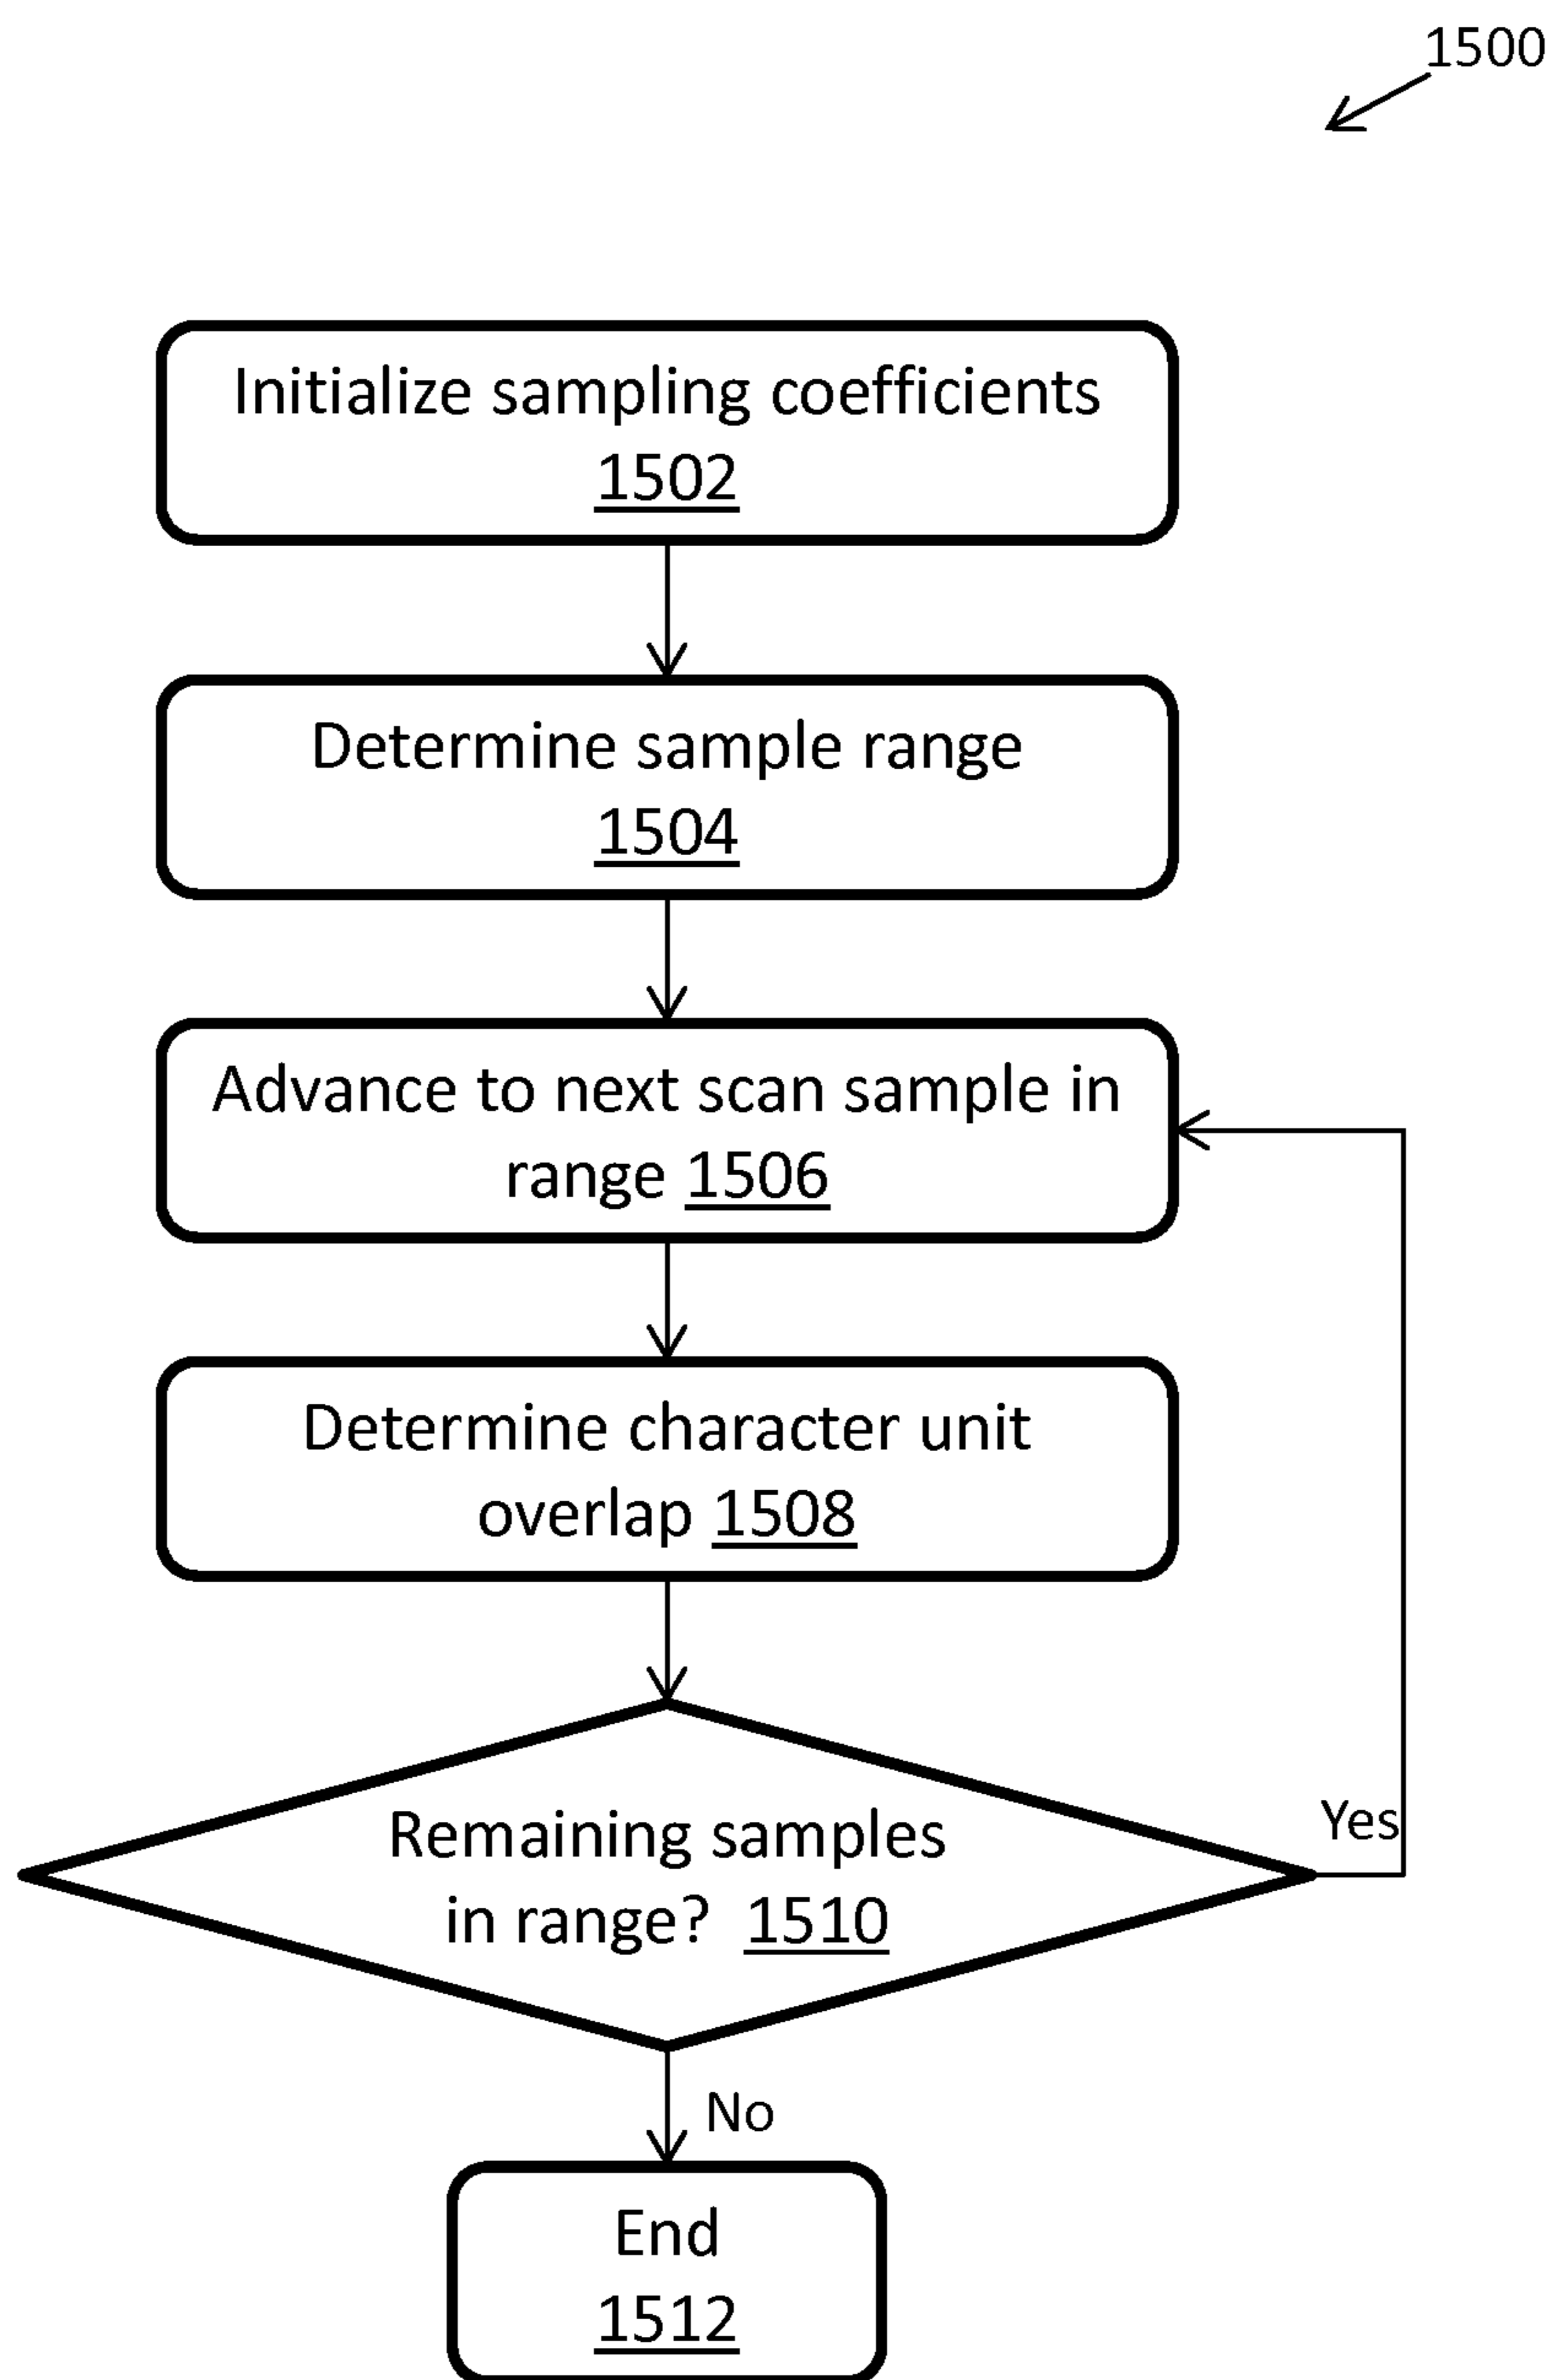 1500
Initialize sampling coefficients
1502
Determine sample range
1504
Advance to next scan sample in
range 1506
Determine character unit
overlap 1508
Remaining samples
in range? 1510
Yes
No
End
1512